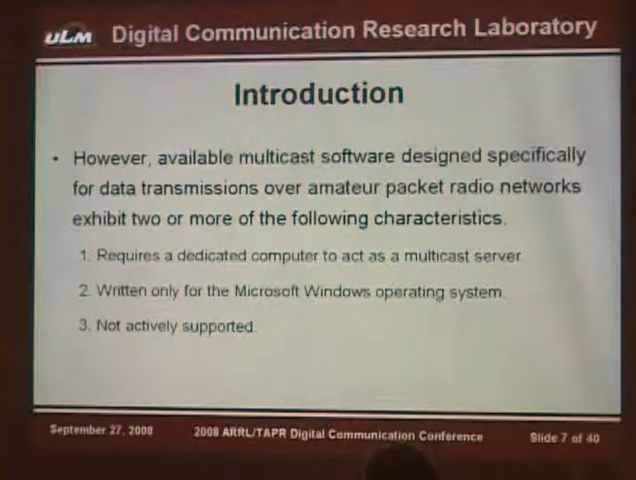 ULM Digital Communication Research Laboratory
Introduction
• However, available multicast software designed specifically
for data transmissions over amateur packet radio networks
exhibit two or more of the following characteristics.
1. Requires a dedicated computer to act as a multicast server
2. Written only for the Microsoft Windows operating system.
3. Not actively supported.
September 27, 2008 2008 ARRL/TAPR Digital Communication Conference Slide 7 of 40